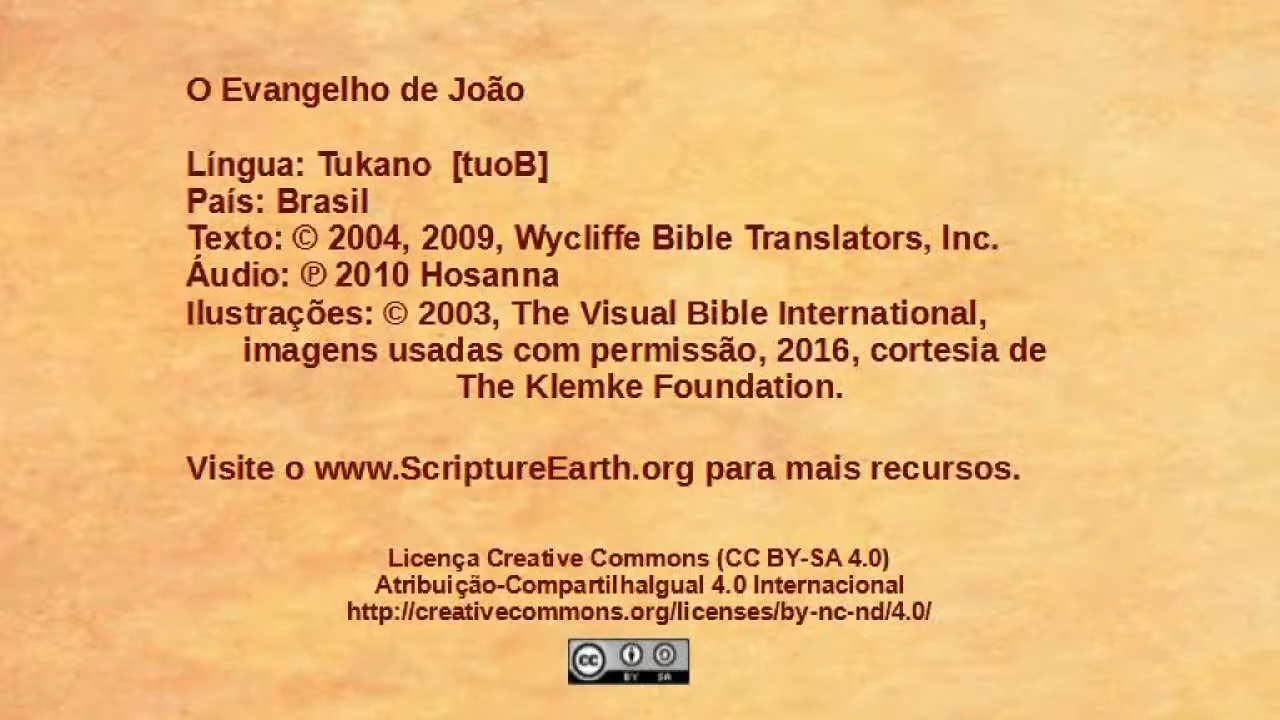 O Evangelho de João
Língua: Tukano [tuoB]
País: Brasil
Texto: © 2004, 2009, Wycliffe Bible Translators, Inc.
Áudio: ℗ 2010 Hosanna
Ilustrações: © 2003, The Visual Bible International,
imagens usadas com permissão, 2016, cortesia de
The Klemke Foundation.
Visite o www.ScriptureEarth.org para mais recursos.
Licença Creative Commons (CC BY-SA 4.0)
Atribuição-CompartilhaIgual 4.0 Internacional
http://creativecommons.org/licenses/by-nc-nd/4.0/
cc BY SA